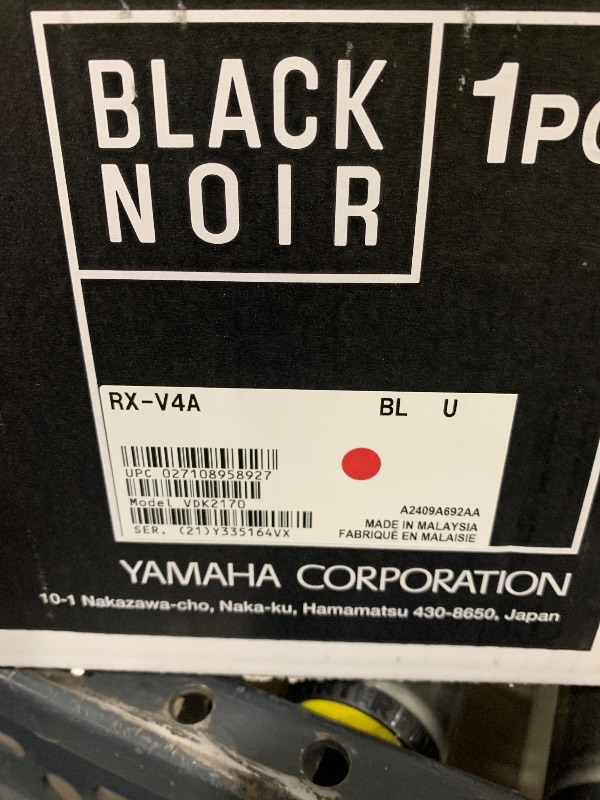 BLACK
NOIR
1PC
RX-V4A BL U
UPC 027108958927
Model VDK2170
SER. (21)Y335164VX
A2409A692AA
MADE IN MALAYSIA
FABRIQUÉ EN MALAISIE
YAMAHA CORPORATION
10-1 Nakazawa-cho, Naka-ku, Hamamatsu 430-8650, Japan